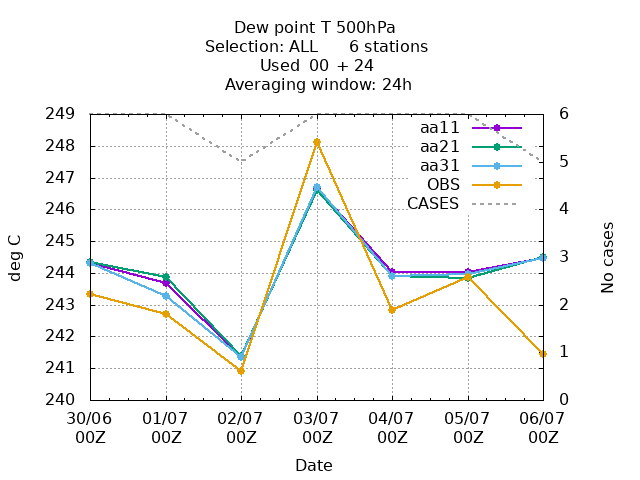 Dew point T 500hPa
Selection: ALL 6 stations
Used 00 + 24
Averaging window: 24h
249
248
247
246
245
244
243
242
241
240
6
5
4
3
2
1
0
aa11
aa21
aa31
OBS
CASES
deg C
No cases
30/06 01/07 02/07 03/07 04/07 05/07 06/07
00Z 00Z 00Z 00Z 00Z 00Z 00Z
Date